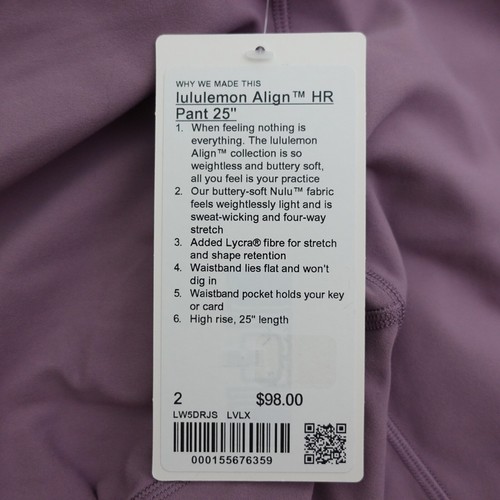 WHY WE MADE THIS
lululemon Align™ HR
Pant 25"
1. When feeling nothing is
everything. The lululemon
Align™ collection is so
weightless and buttery soft,
all you feel is your practice
2. Our buttery-soft Nulu™ fabric
feels weightlessly light and is
sweat-wicking and four-way
stretch
3. Added Lycra® fibre for stretch
and shape retention
4. Waistband lies flat and won't
dig in
5. Waistband pocket holds your key
or card
6. High rise, 25" length
2 $98.00
LW5DRJS LVLX
000155676359